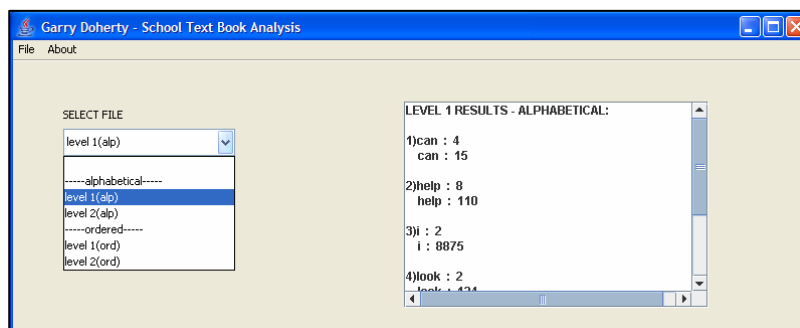 Garry Doherty - School Text Book Analysis
File About
SELECT FILE
level 1(alp)
-----alphabetical-----
level 1(alp)
level 2(alp)
-----ordered-----
level 1(ord)
level 2(ord)
LEVEL 1 RESULTS - ALPHABETICAL:
1)can : 4
can : 15
2)help : 8
help : 110
3)i : 2
i : 8875
4)look : 2
look : 424